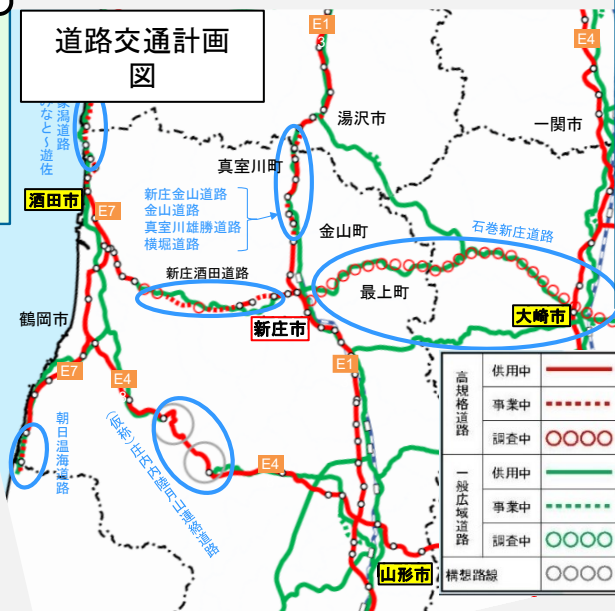 道路交通計画
図
E1
3
E4
湯沢市
一関市
潟道路
みなと～遊佐
真室川町
酒田市
新庄金山道路
金山道路
真室川雄勝道路
横堀道路
E7
金山町
石巻新庄道路
新庄酒田道路
最上町
大崎市
鶴岡市
新庄市
E7
E4
E1
朝日温海道路
(仮称)庄内内陸月山連絡道路
E4
山形市
高規格道路
供用中
事業中
調査中
一般広域道路
供用中
事業中
調査中
構想路線